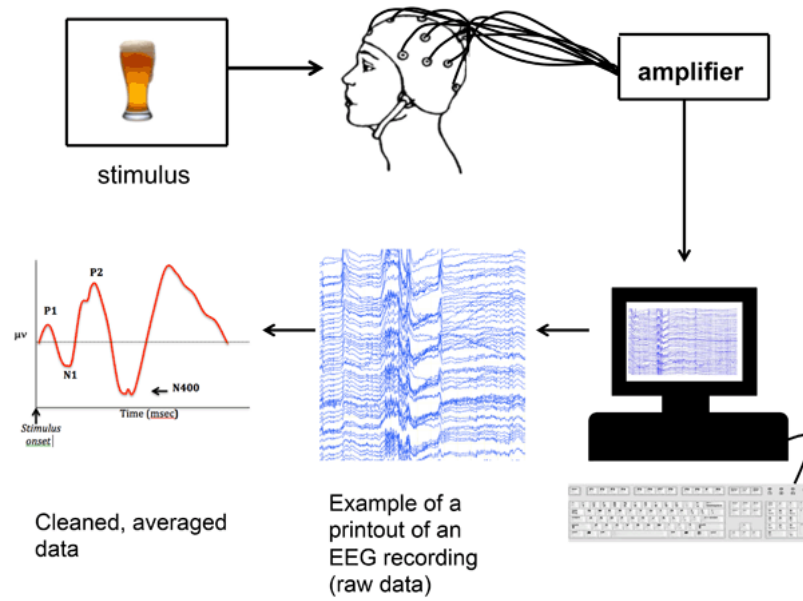 amplifier
stimulus
P1
P2
μv
N1
N400
Time (msec)
Stimulus
onset
Cleaned, averaged
data
Example of a
printout of an
EEG recording
(raw data)